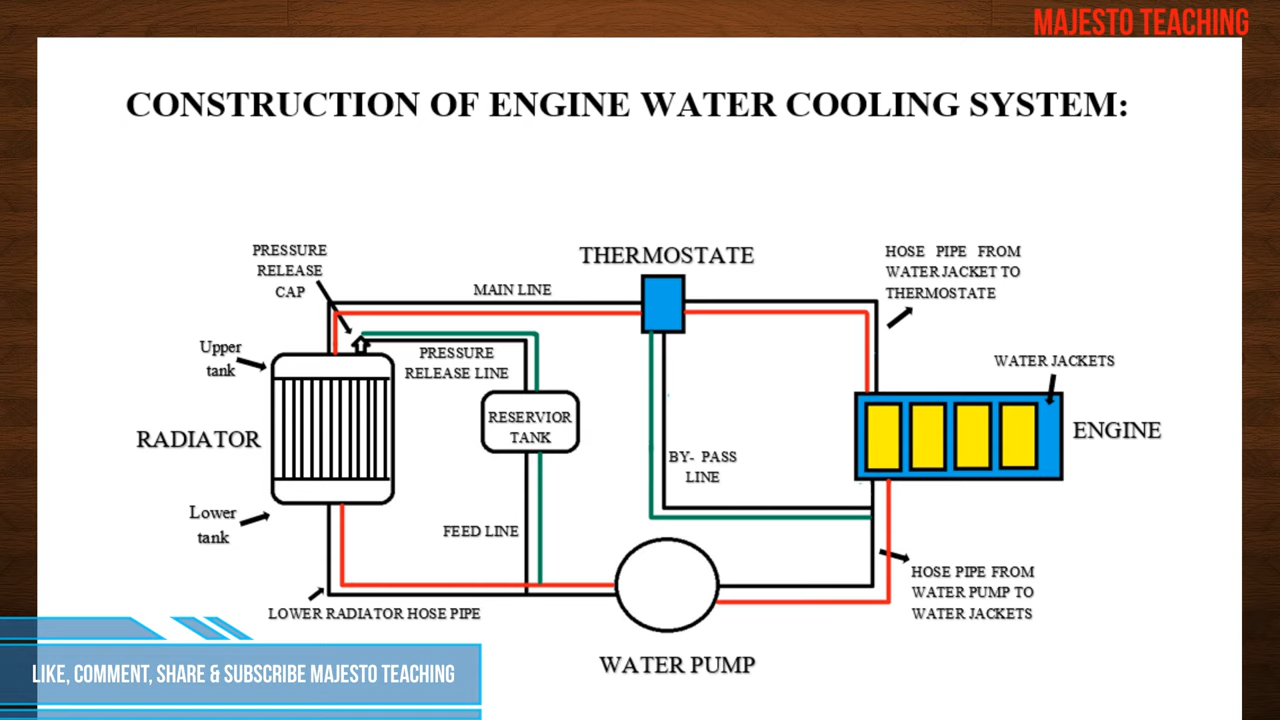 MAJESTO TEACHING
CONSTRUCTION OF ENGINE WATER COOLING SYSTEM:
PRESSURE
RELEASE
CAP
MAIN LINE
THERMOSTATE
HOSE PIPE FROM
WATER JACKET TO
THERMOSTATE
Upper
tank
PRESSURE
RELEASE LINE
WATER JACKETS
RADIATOR
RESERVIOR
TANK
BY- PASS
LINE
ENGINE
Lower
tank
FEED LINE
HOSE PIPE FROM
WATER PUMP TO
WATER JACKETS
LOWER RADIATOR HOSE PIPE
WATER PUMP
LIKE, COMMENT, SHARE & SUBSCRIBE MAJESTO TEACHING